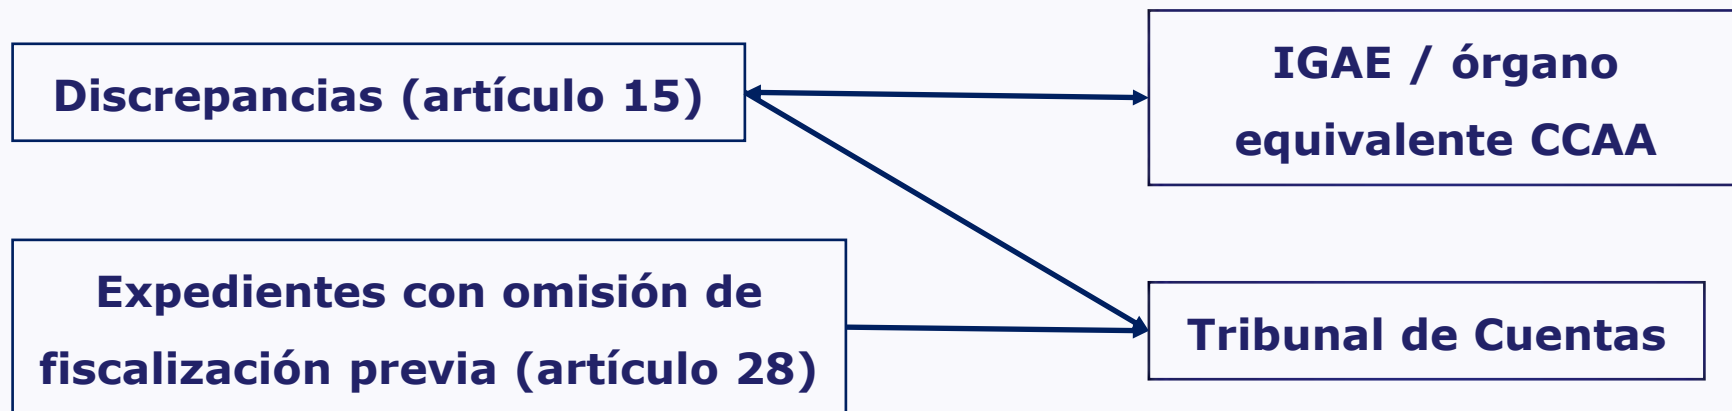 Discrepancias (artículo 15)
IGAE / órgano
equivalente CCAA
Expedientes con omisión de
fiscalización previa (artículo 28)
Tribunal de Cuentas